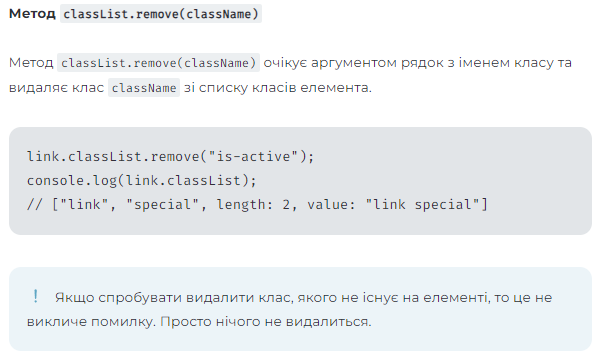 Метод classList.remove(className)
Метод classList.remove(className) очікує аргументом рядок з іменем класу та
видаляє клас className зі списку класів елемента.
link.classList.remove("is-active");
console.log(link.classList);
// ["link", "special", length: 2, value: "link special"]
! Якщо спробувати видалити клас, якого не існує на елементі, то це не
викличе помилку. Просто нічого не видалиться.